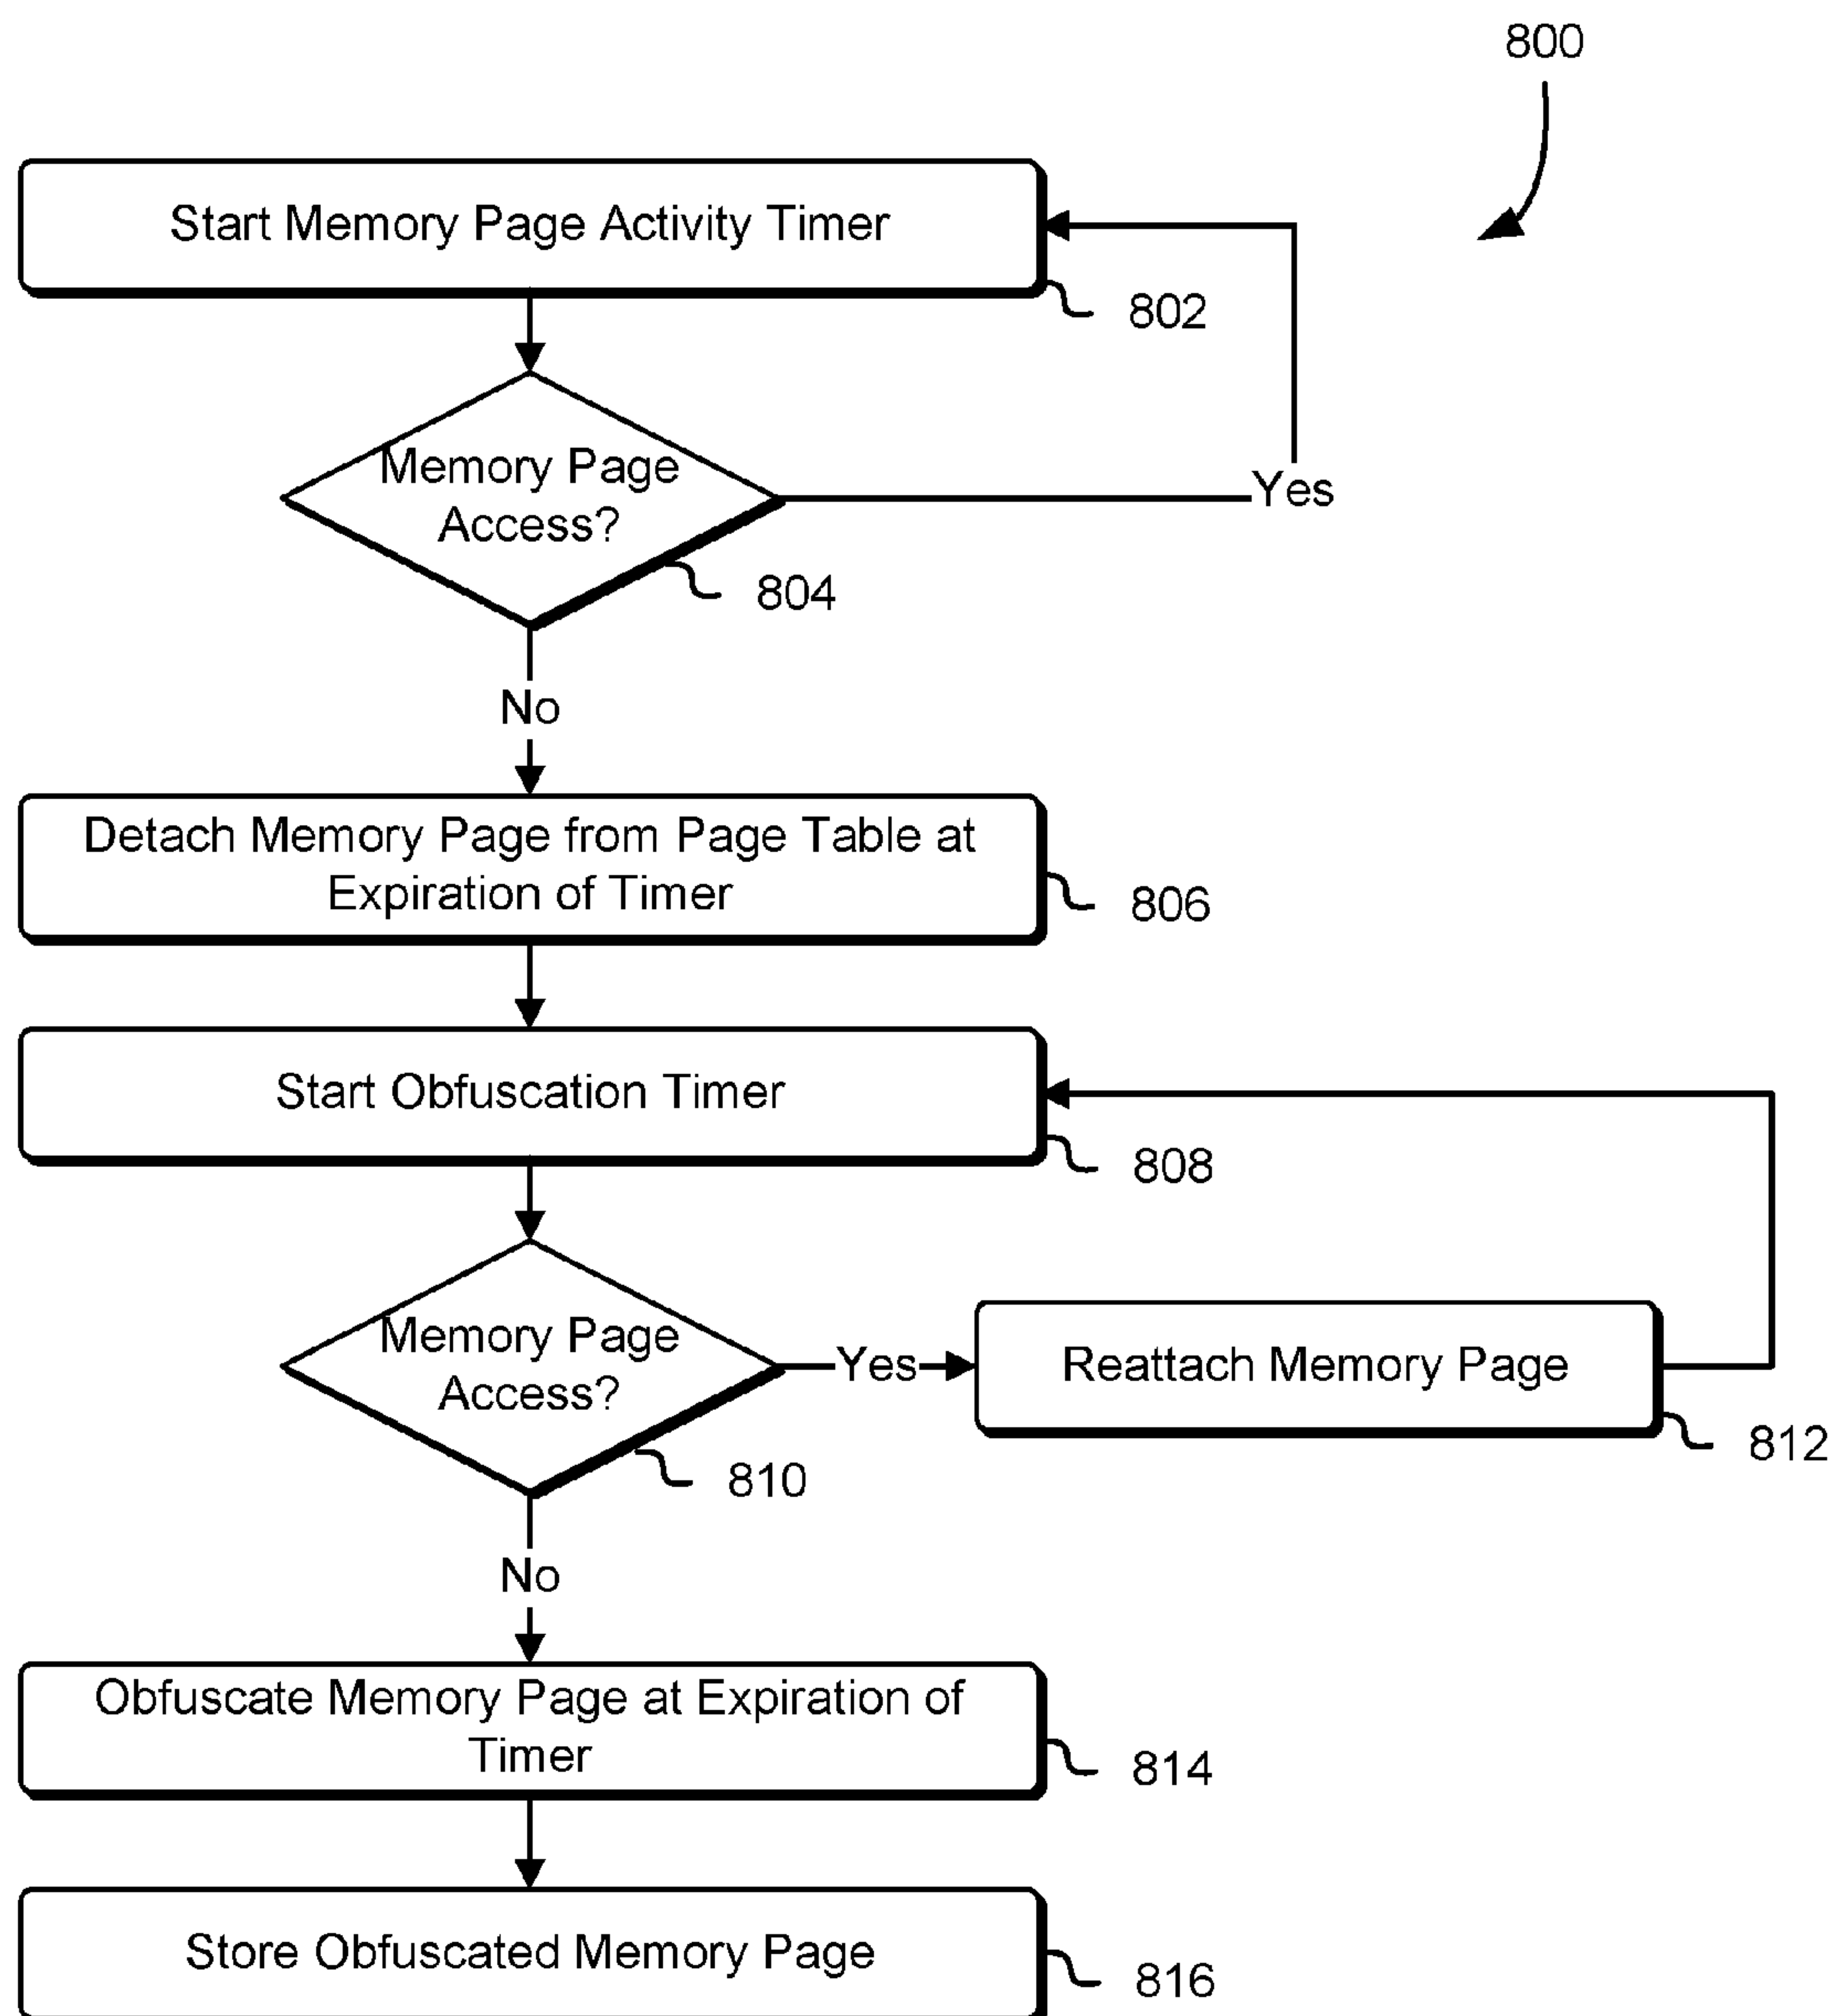 800
Start Memory Page Activity Timer
802
Memory Page
Access?
Yes
804
No
Detach Memory Page from Page Table at
Expiration of Timer
806
Start Obfuscation Timer
808
Memory Page
Access?
Yes
Reattach Memory Page
812
810
No
Obfuscate Memory Page at Expiration of
Timer
814
Store Obfuscated Memory Page
816